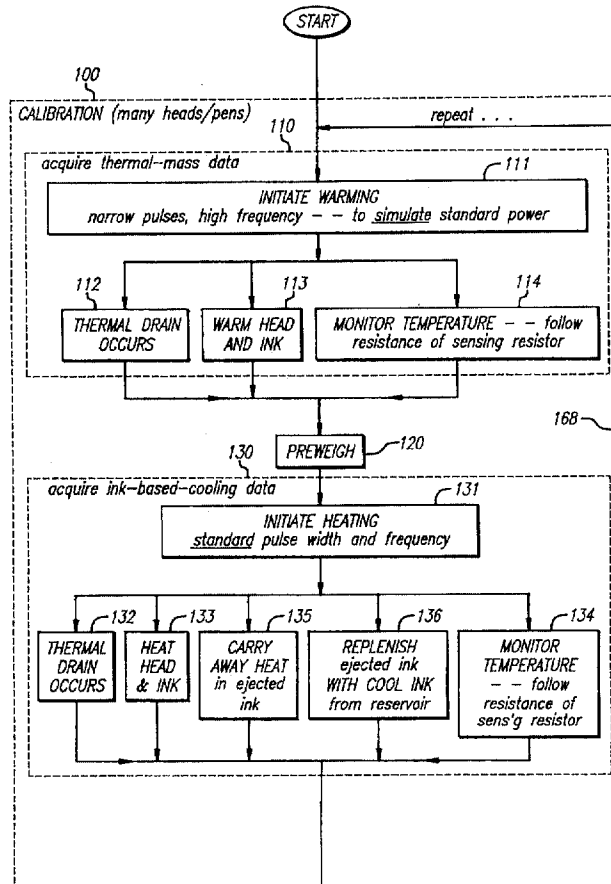 START
100
CALIBRATION (many heads/pens)
repeat . . .
110
acquire thermal--mass data
111
INITIATE WARMING
narrow pulses, high frequency -- -- to simulate standard power
112
113
114
THERMAL DRAIN
OCCURS
WARM HEAD
AND INK
MONITOR TEMPERATURE -- -- follow
resistance of sensing resistor
168
PREWEIGH
120
130
acquire ink-based-cooling data
131
INITIATE HEATING
standard pulse width and frequency
132
133
135
136
134
THERMAL
DRAIN
OCCURS
HEAT
HEAD
& INK
CARRY
AWAY HEAT
in ejected
ink
REPLENISH
ejected ink
WITH COOL INK
from reservoir
MONITOR
TEMPERATURE
-- -- follow
resistance of
sens'g resistor